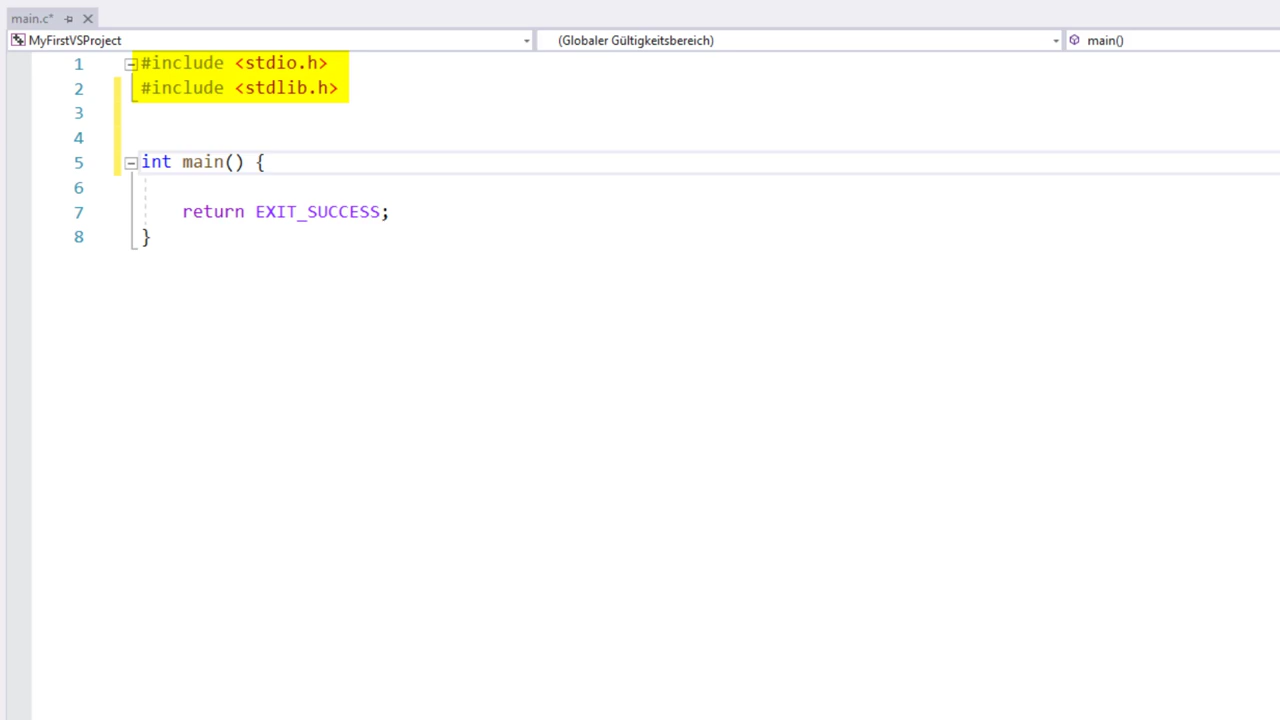 main.c*
MyFirstVSProject (Globaler Gültigkeitsbereich) main()
1 #include <stdio.h>
2 #include <stdlib.h>
3
4
5 int main() {
6
7 return EXIT_SUCCESS;
8 }